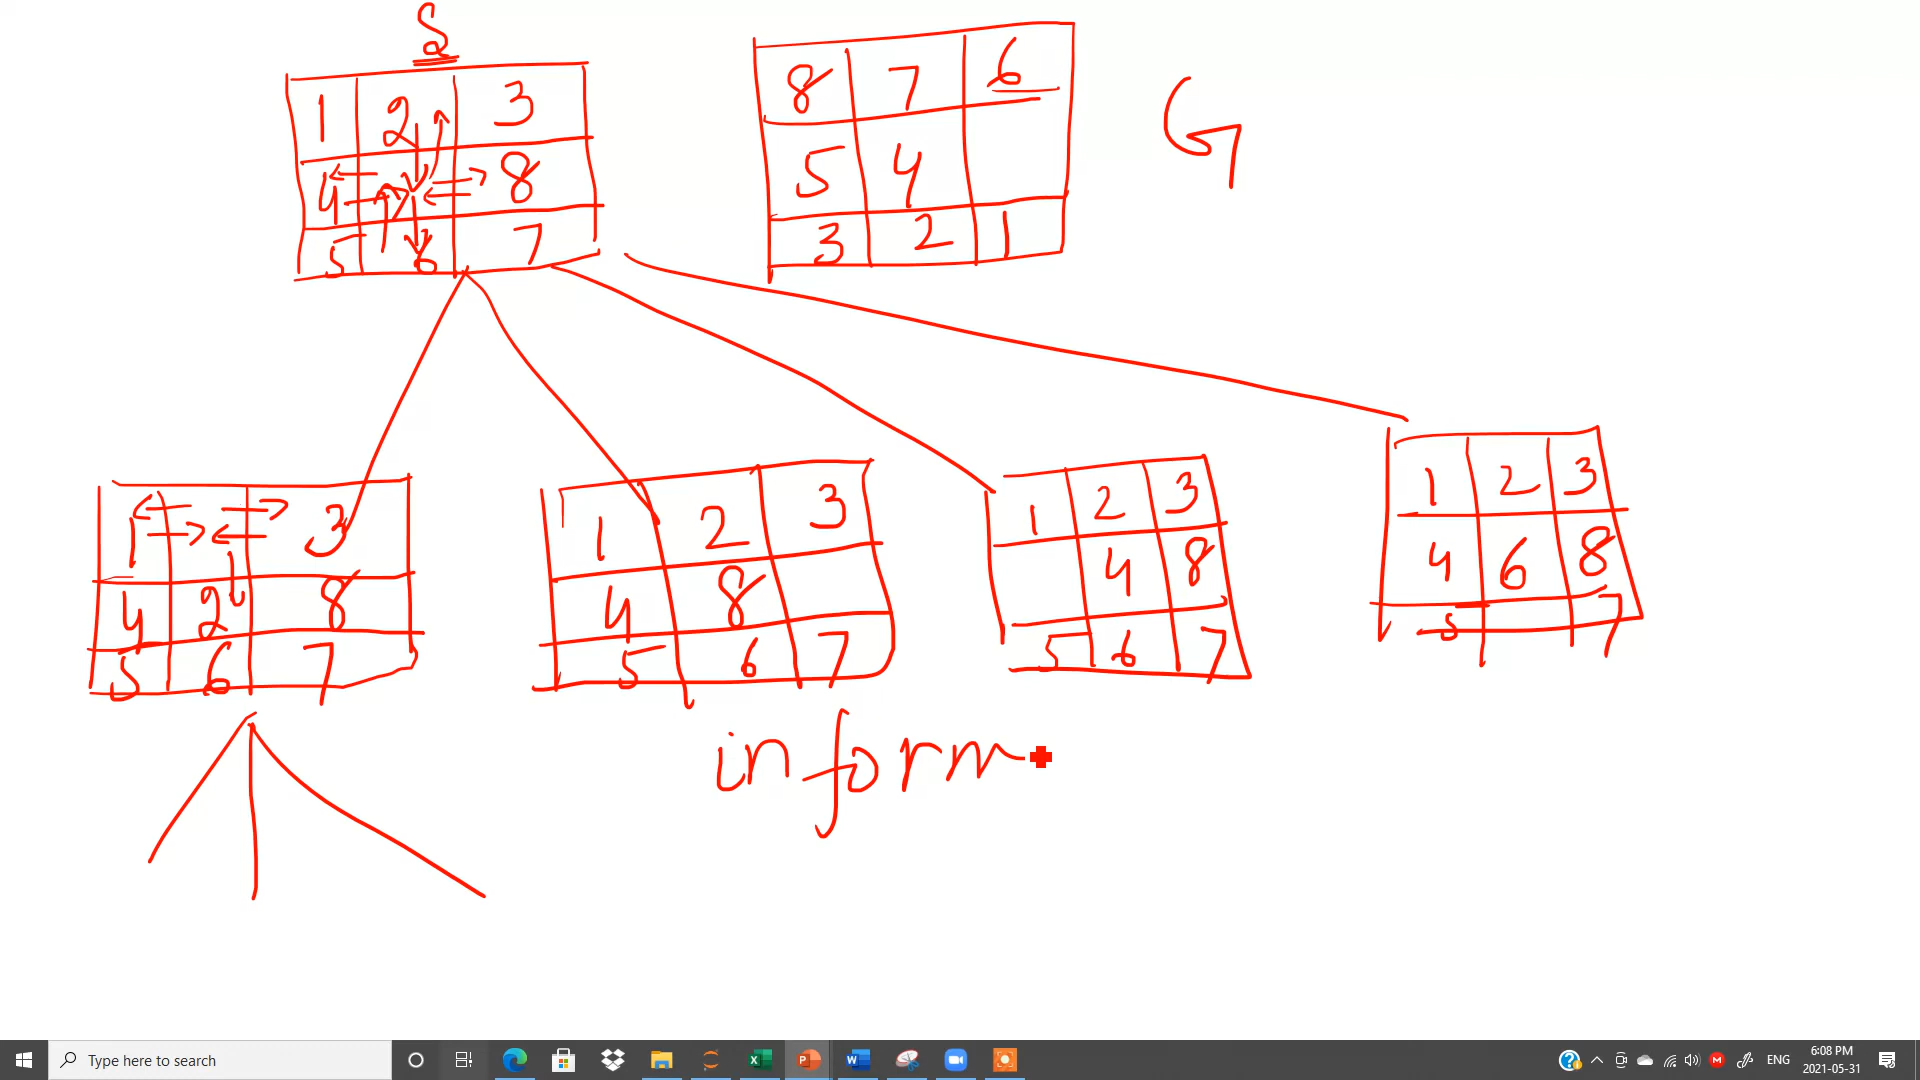 S
1 2 3
4 8
5 6 7
8 7 6
5 4
3 2 1
G
1 3
4 2 8
5 6 7
1 2 3
4 8
5 6 7
1 2 3
4 8
5 6 7
1 2 3
4 6 8
5 7
inform
Type here to search
ENG
6:08 PM
2021-05-31